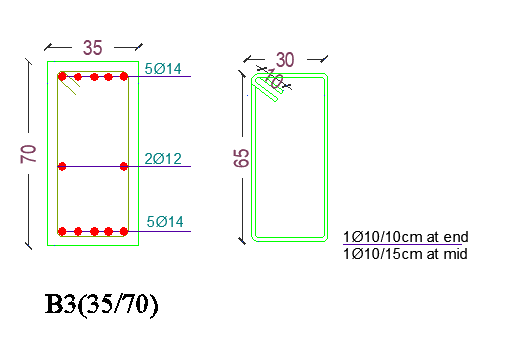 35
30
5Ø14
10
70
65
2Ø12
5Ø14
1Ø10/10cm at end
1Ø10/15cm at mid
B3(35/70)